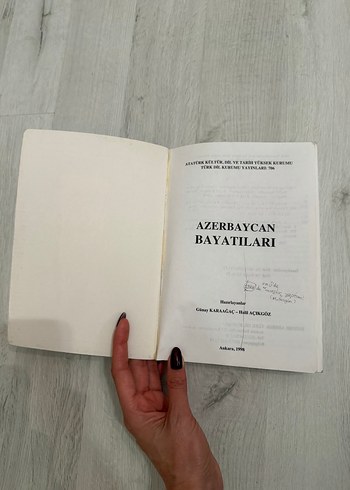 ATATÜRK KÜLTÜR, DİL VE TARİH YÜKSEK KURUMU
TÜRK DİL KURUMU YAYINLARI: 706
AZERBAYCAN
BAYATILARI
Hazırlayanlar
Günay KARAAĞAÇ – Halil AÇIKGÖZ
Ankara, 1998